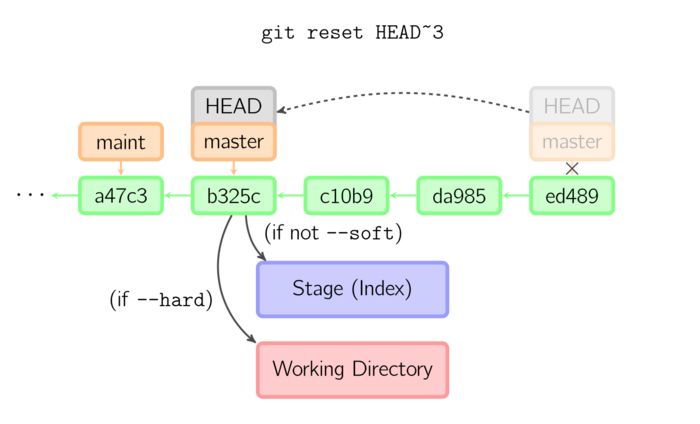 git reset HEAD~3
HEAD
HEAD
maint
master
master
...
a47c3
b325c
c10b9
da985
ed489
(if not --soft)
Stage (Index)
(if --hard)
Working Directory